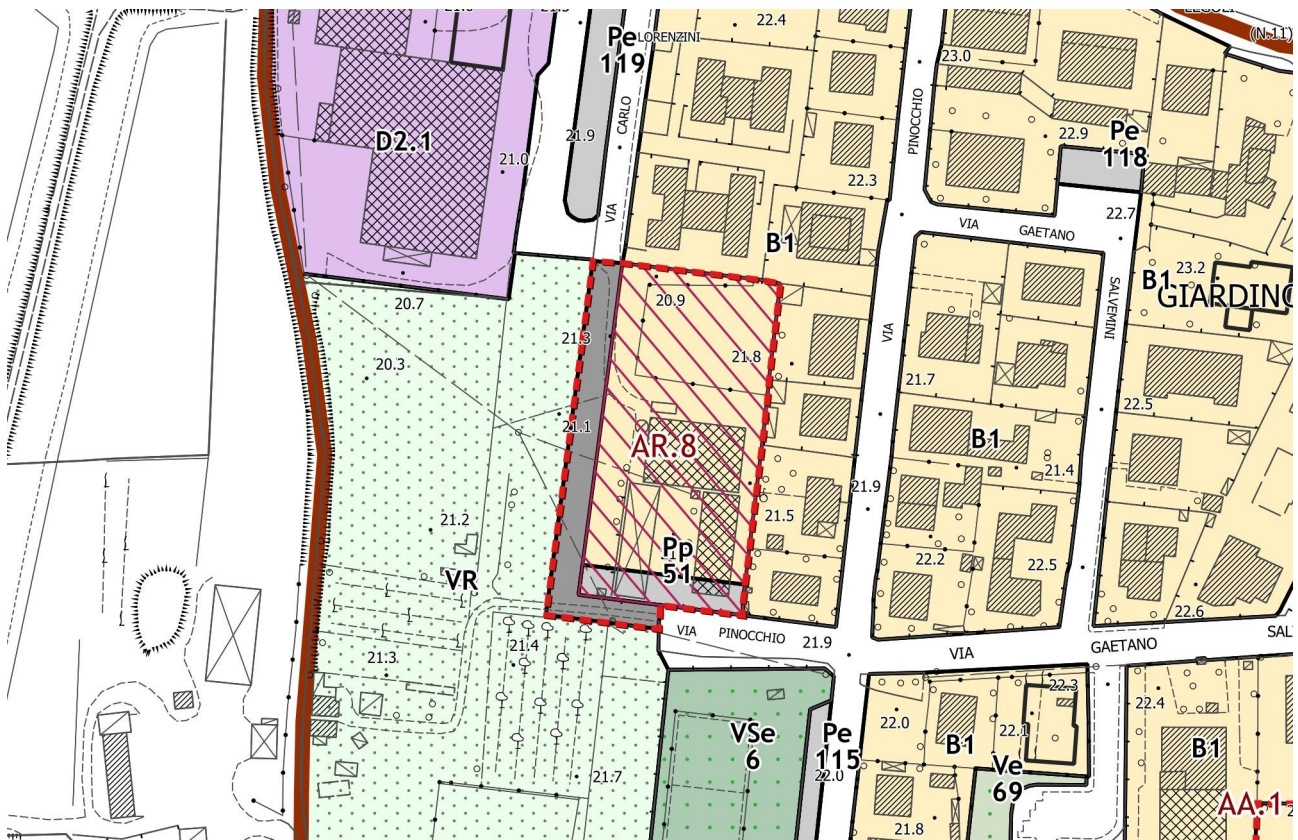 22.4
LORENZINI
Pe
119
23.0
(N.11)
CARLO
PINOCCHIO
D2.1
21.9
21.0
22.9
Pe
118
22.3
VIA
22.7
VIA
GAETANO
B1
B1
23.2
GIARDINO
SALVEMINI
20.7
20.9
21.3
21.8
VIA
20.3
21.7
22.5
21.1
AR.8
B1
21.4
21.9
21.2
21.5
Pp
51
22.2
22.5
VR
22.6
VIA
PINOCCHIO
21.9
VIA
GAETANO
21.4
21.3
22.3
22.4
22.0
VSe
6
Pe
115
22.1
B1
B1
Ve
69
22.0
21.7
AA.1
21.8